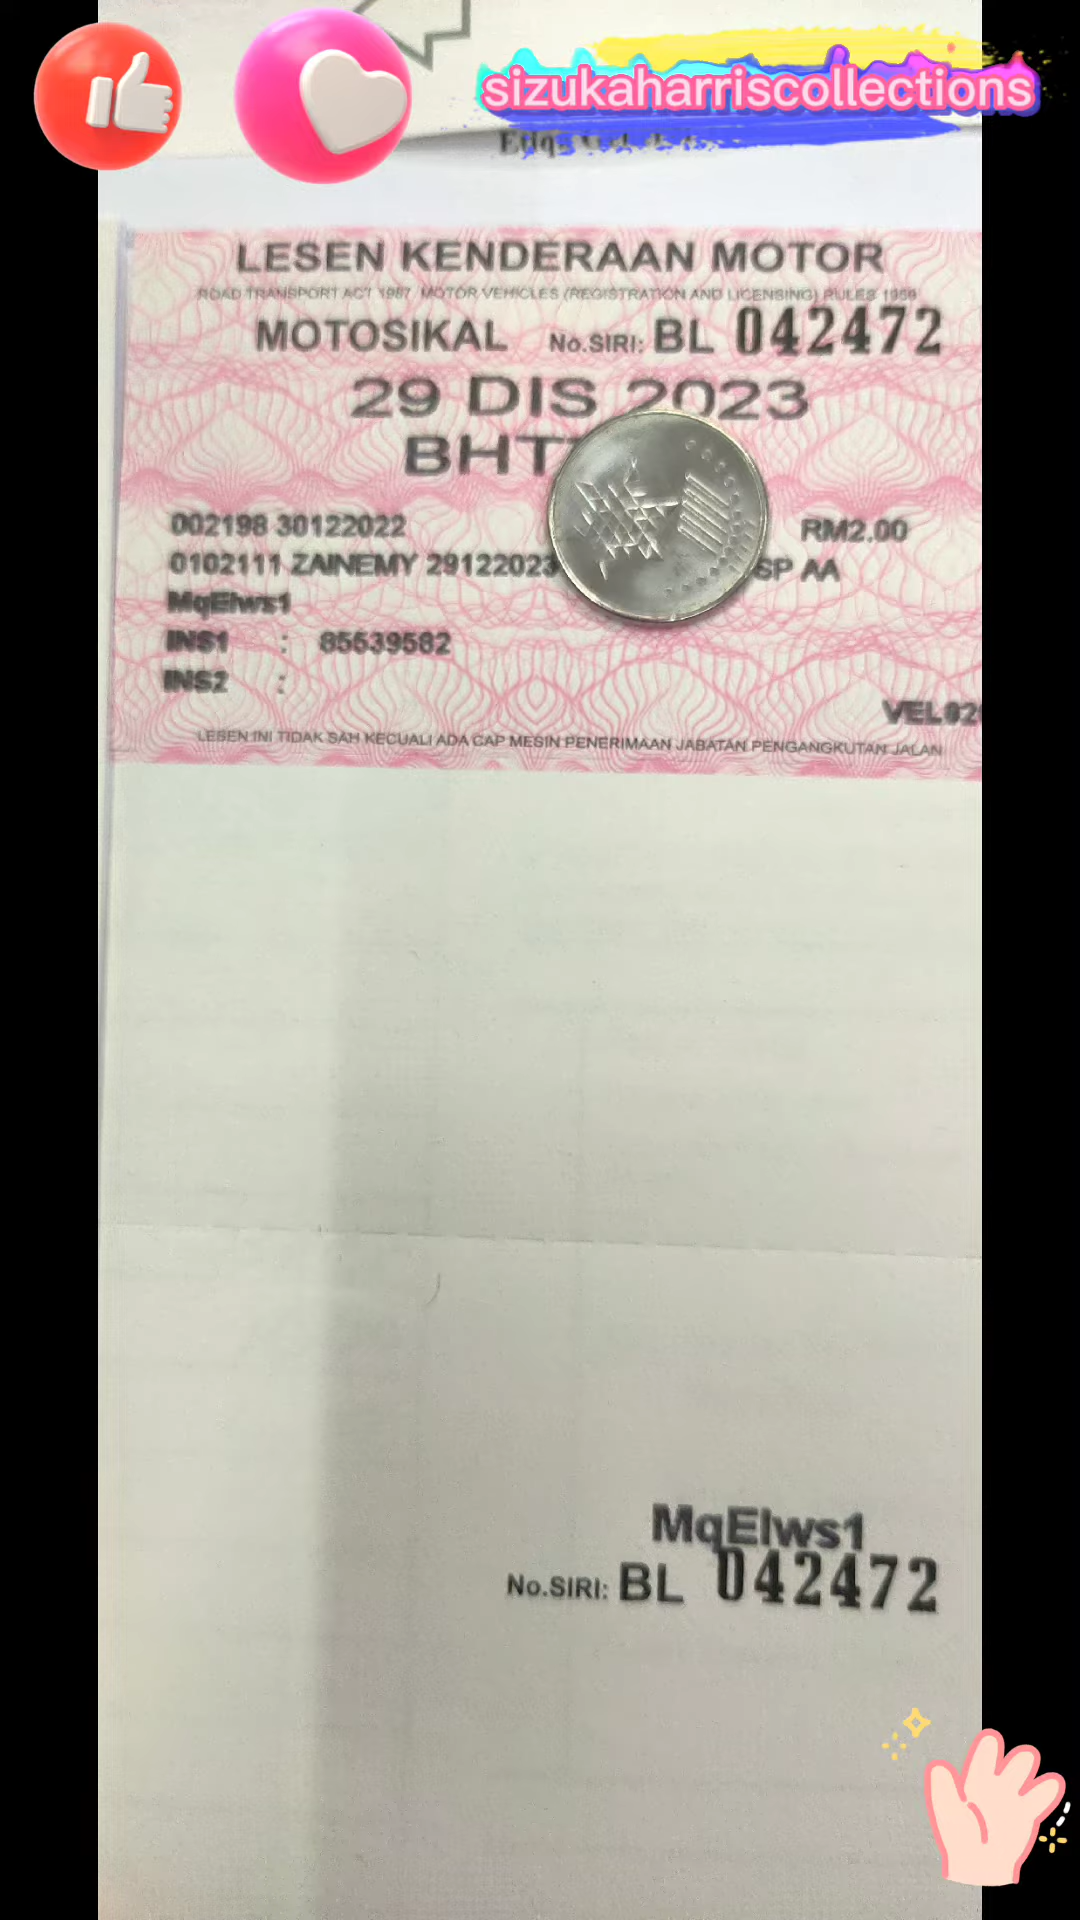 sizukaharriscollections
LESEN KENDERAAN MOTOR
ROAD TRANSPORT ACT 1987 MOTOR VEHICLES (REGISTRATION AND LICENSING) RULES 1959
MOTOSIKAL No.SIRI: BL 042472
29 DIS 2023
BHT
002198 30122022 RM2.00
0102111 ZAINEMY 29122023 SP AA
MqElws1
INS1 : 85539582
INS2 :
LESEN INI TIDAK SAH KECUALI ADA CAP MESIN PENERIMAAN JABATAN PENGANGKUTAN JALAN
MqElws1
No.SIRI: BL 042472